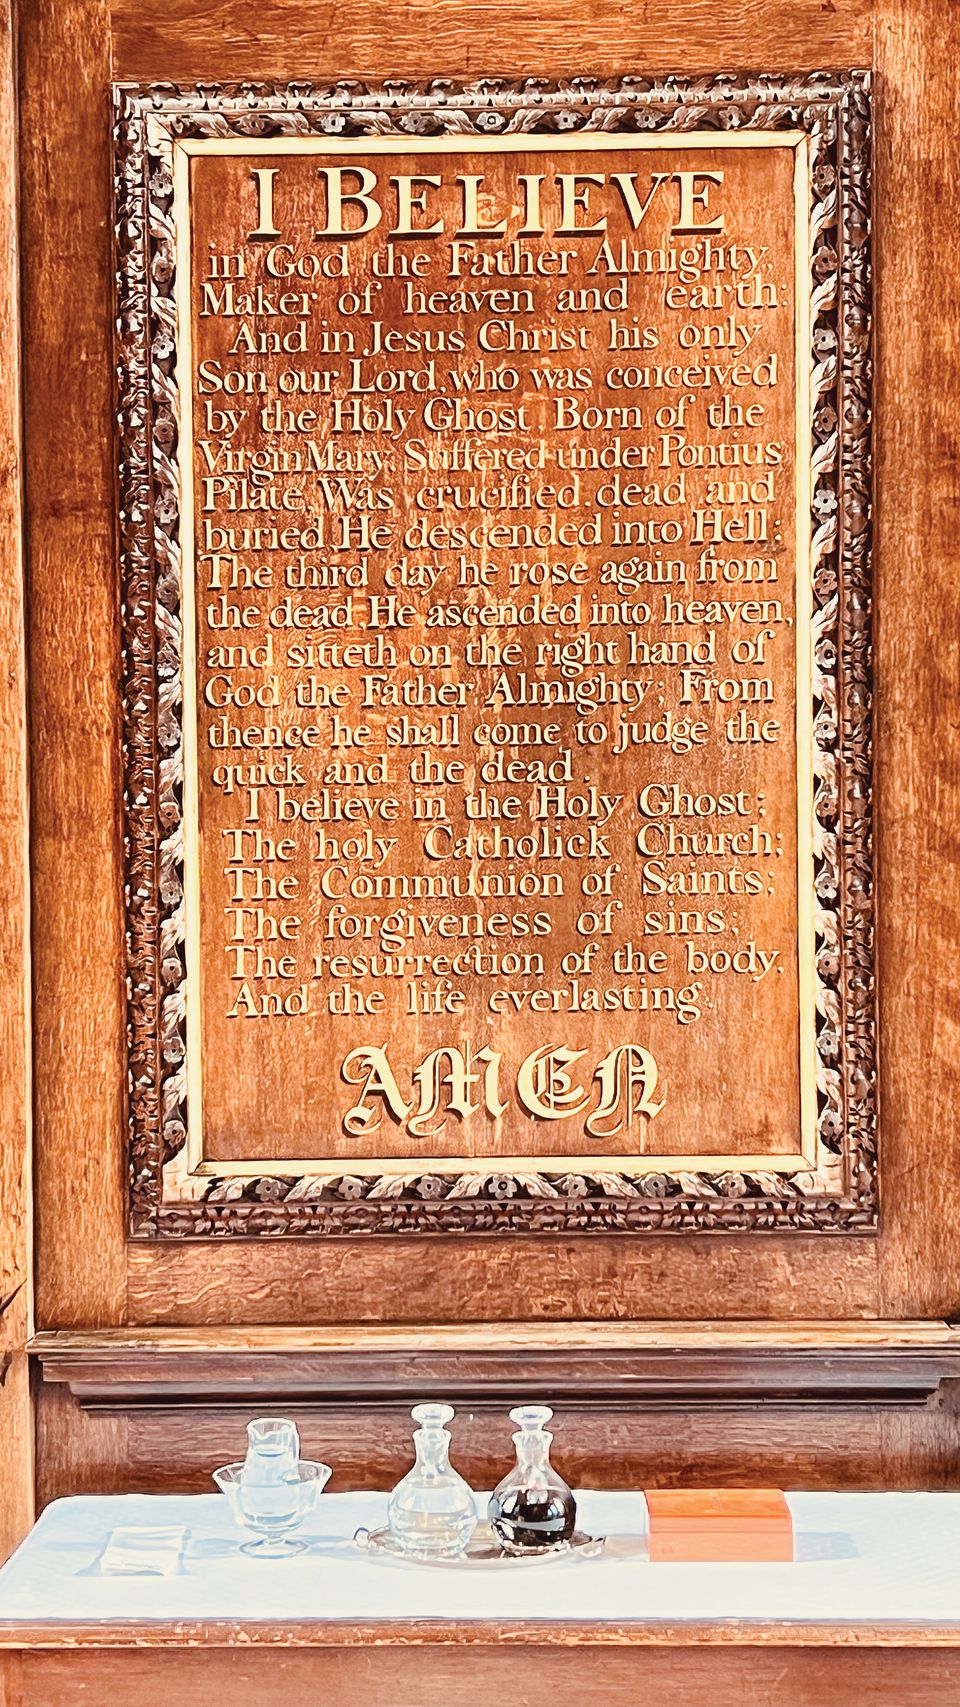 I BELIEVE
in God the Father Almighty,
Maker of heaven and earth:
And in Jesus Christ his only
Son our Lord, who was conceived
by the Holy Ghost, Born of the
Virgin Mary, Suffered under Pontius
Pilate, Was crucified, dead and
buried, He descended into Hell;
The third day he rose again from
the dead, He ascended into heaven,
and sitteth on the right hand of
God the Father Almighty; From
thence he shall come to judge the
quick and the dead.
I believe in the Holy Ghost;
The holy Catholick Church;
The Communion of Saints;
The forgiveness of sins;
The resurrection of the body,
And the life everlasting.
AMEN